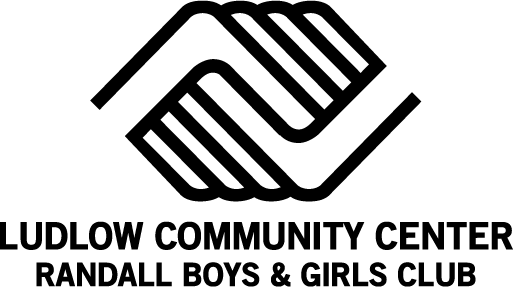 LUDLOW COMMUNITY CENTER
RANDALL BOYS & GIRLS CLUB